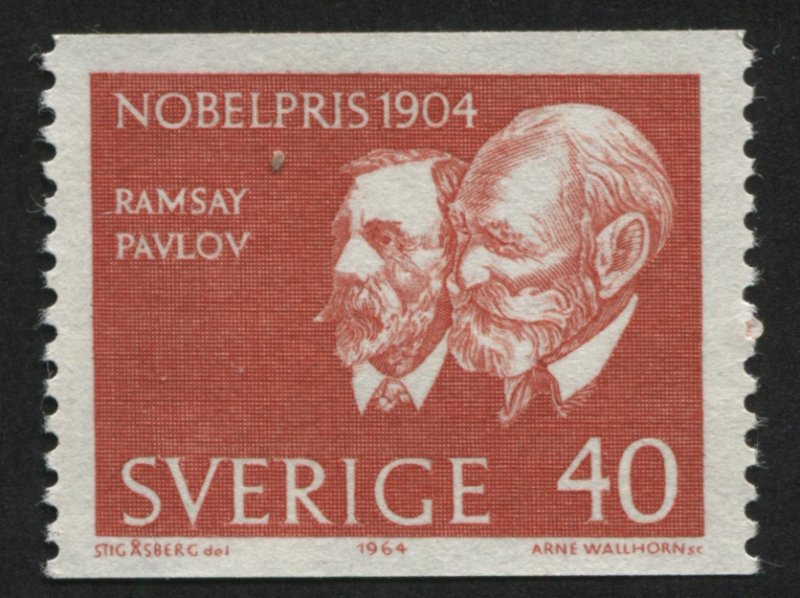 NOBELPRIS 1904
RAMSAY
PAVLOV
SVERIGE 40
STIG ÅSBERG del 1964 ARNE WALLHORN sc